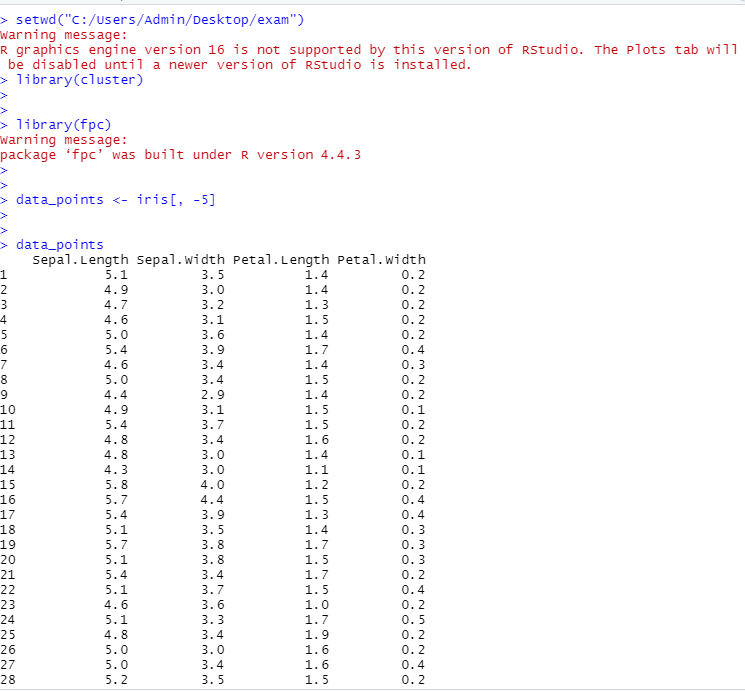 > setwd("C:/Users/Admin/Desktop/exam")
Warning message:
R graphics engine version 16 is not supported by this version of RStudio. The Plots tab will
 be disabled until a newer version of RStudio is installed.
> library(cluster)
>
>
> library(fpc)
Warning message:
package ‘fpc’ was built under R version 4.4.3
>
>
> data_points <- iris[, -5]
>
>
> data_points
    Sepal.Length Sepal.Width Petal.Length Petal.Width
1            5.1         3.5          1.4         0.2
2            4.9         3.0          1.4         0.2
3            4.7         3.2          1.3         0.2
4            4.6         3.1          1.5         0.2
5            5.0         3.6          1.4         0.2
6            5.4         3.9          1.7         0.4
7            4.6         3.4          1.4         0.3
8            5.0         3.4          1.5         0.2
9            4.4         2.9          1.4         0.2
10           4.9         3.1          1.5         0.1
11           5.4         3.7          1.5         0.2
12           4.8         3.4          1.6         0.2
13           4.8         3.0          1.4         0.1
14           4.3         3.0          1.1         0.1
15           5.8         4.0          1.2         0.2
16           5.7         4.4          1.5         0.4
17           5.4         3.9          1.3         0.4
18           5.1         3.5          1.4         0.3
19           5.7         3.8          1.7         0.3
20           5.1         3.8          1.5         0.3
21           5.4         3.4          1.7         0.2
22           5.1         3.7          1.5         0.4
23           4.6         3.6          1.0         0.2
24           5.1         3.3          1.7         0.5
25           4.8         3.4          1.9         0.2
26           5.0         3.0          1.6         0.2
27           5.0         3.4          1.6         0.4
28           5.2         3.5          1.5         0.2